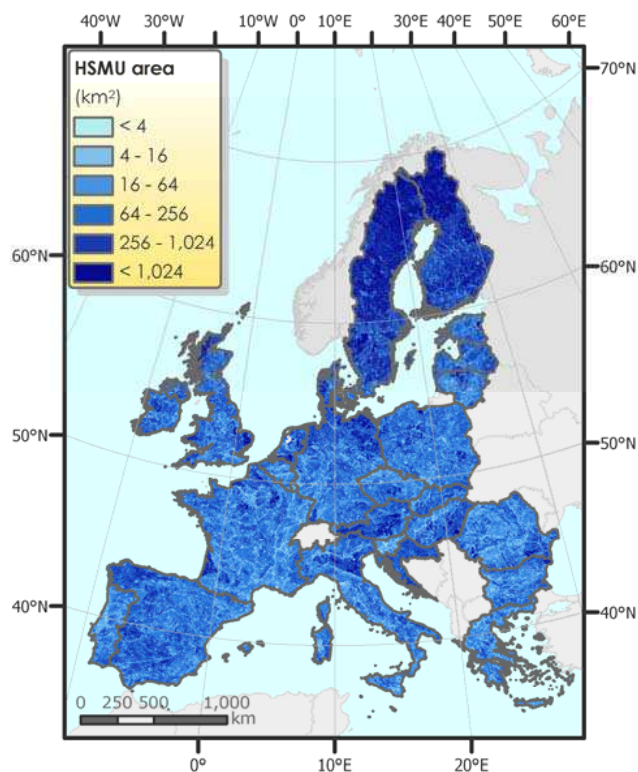 40°W 30°W 10°W 0° 10°E 30°E 40°E 50°E 60°E
HSMU area
(km²)
< 4
4 - 16
16 - 64
64 - 256
256 - 1,024
< 1,024
70°N
60°N 60°N
50°N 50°N
40°N 40°N
0 250 500 1,000
km
0° 10°E 20°E